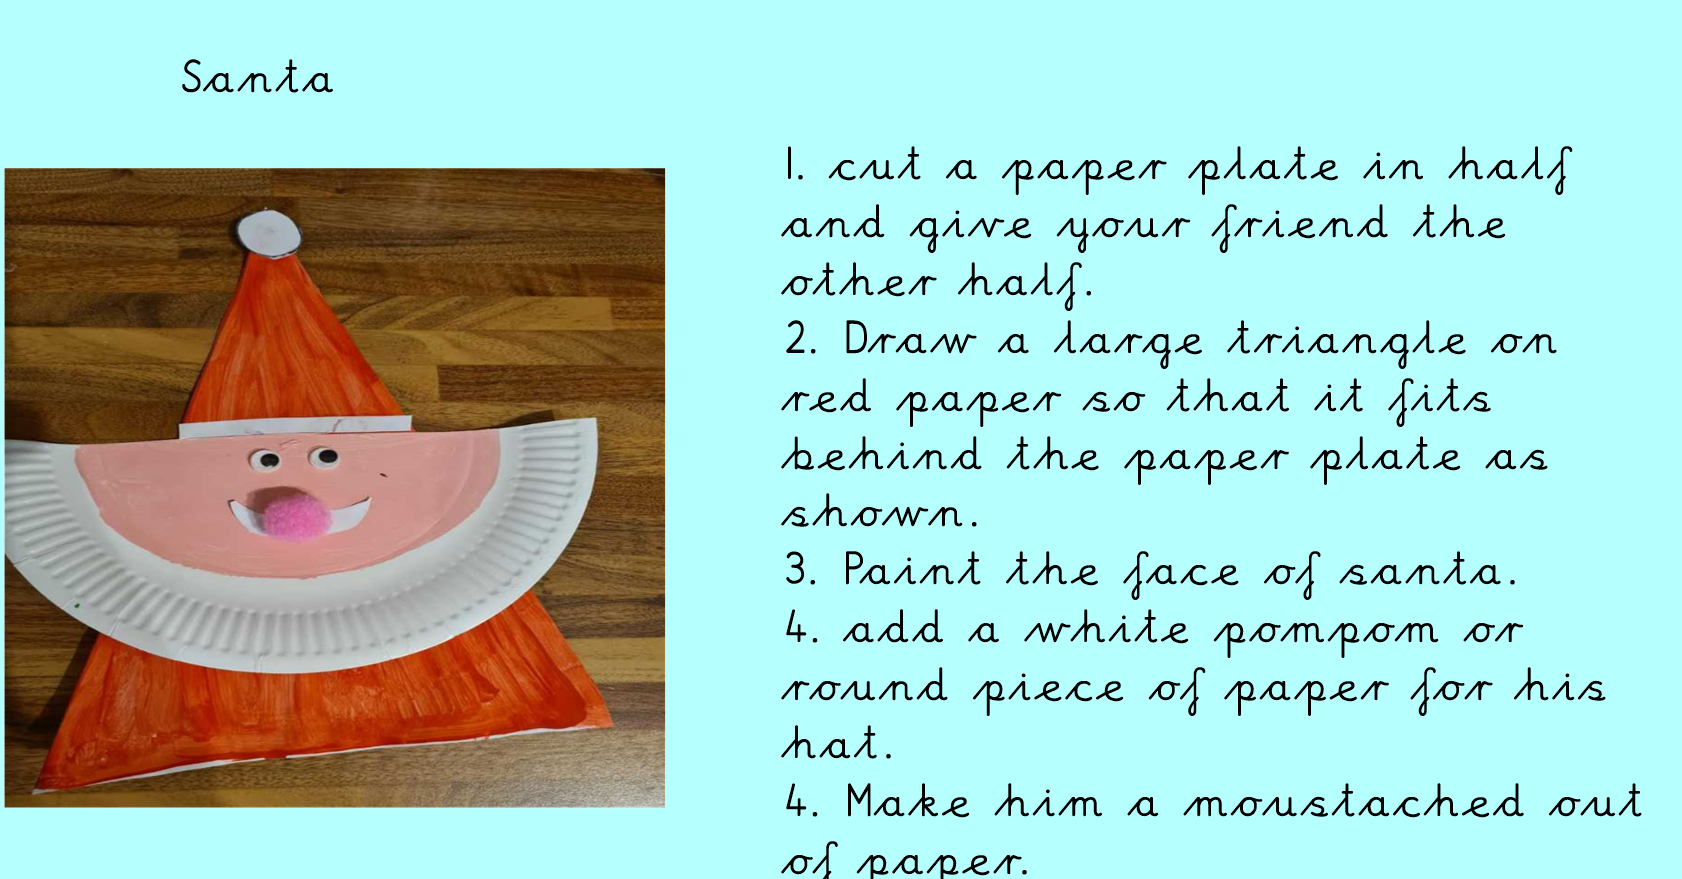 Santa
1. cut a paper plate in half
and give your friend the
other half.
2. Draw a large triangle on
red paper so that it fits
behind the paper plate as
shown.
3. Paint the face of santa.
4. add a white pompom or
round piece of paper for his
hat.
4. Make him a moustached out
of paper.